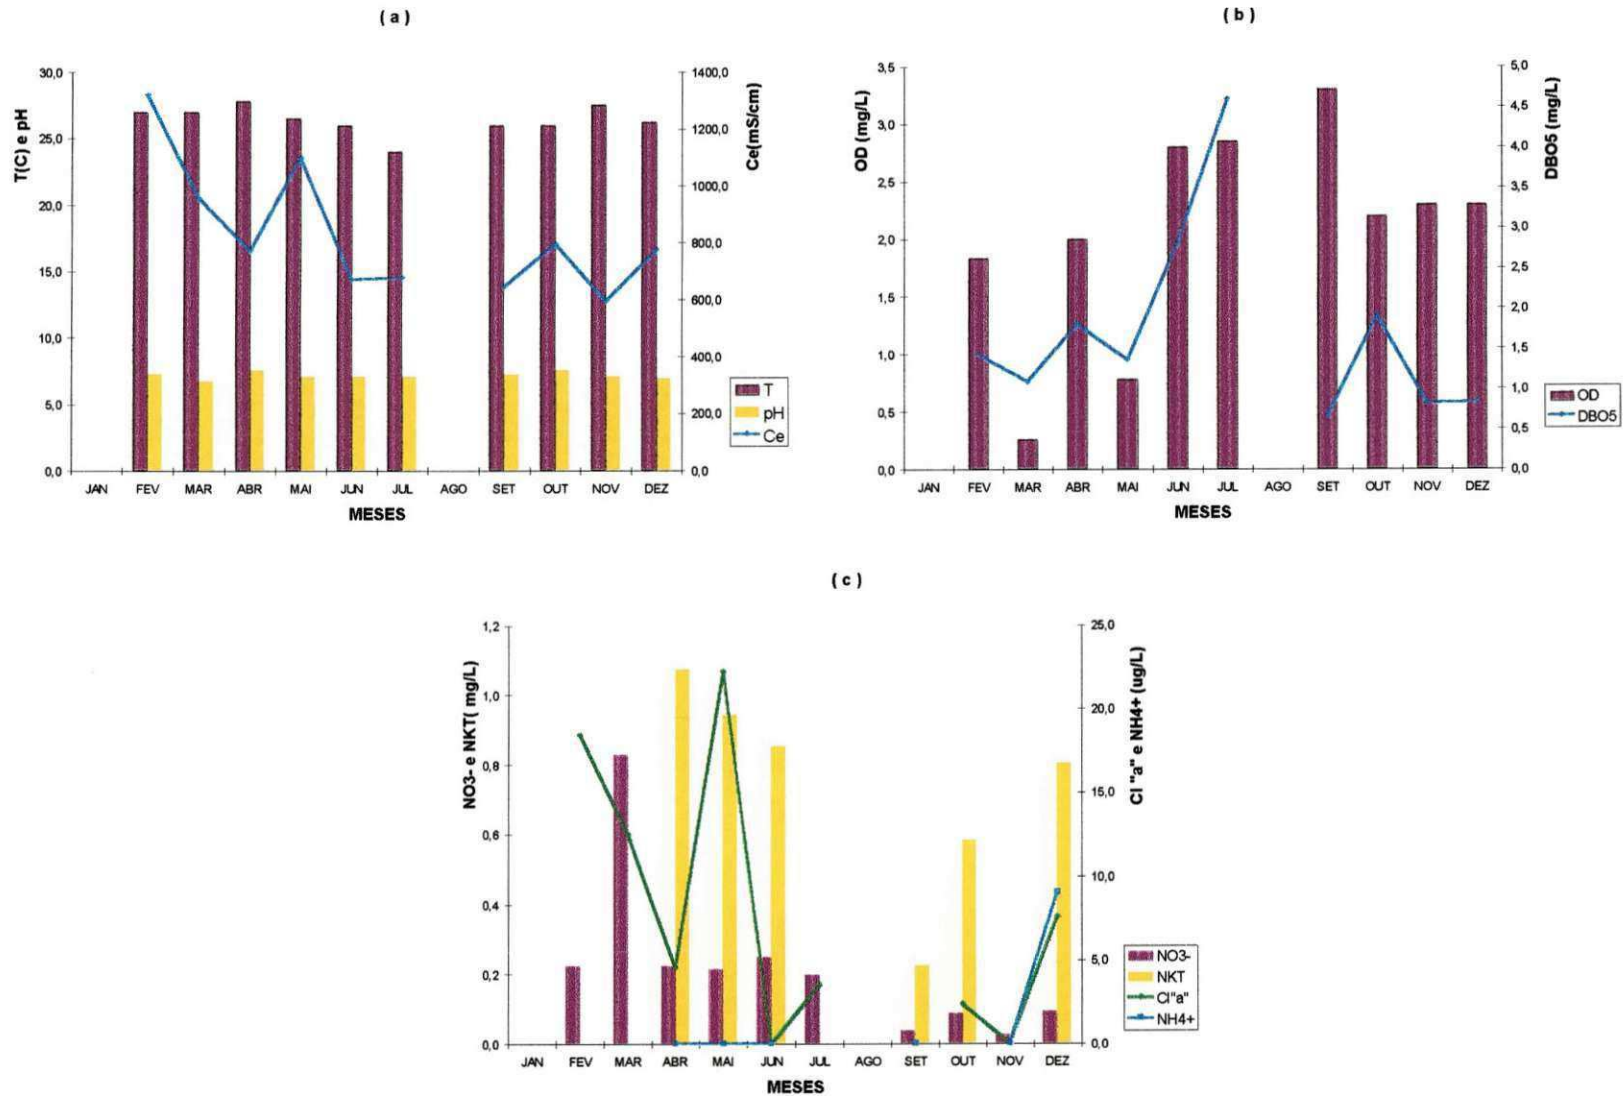 ( a )
T(C) e pH
30,0
25,0
20,0
15,0
10,0
5,0
0,0
1400,0
1200,0
1000,0
800,0
600,0
400,0
200,0
0,0
Ce(mS/cm)
JAN FEV MAR ABR MAI JUN JUL AGO SET OUT NOV DEZ
MESES
T
pH
Ce
( b )
OD (mg/L)
3,5
3,0
2,5
2,0
1,5
1,0
0,5
0,0
5,0
4,5
4,0
3,5
3,0
2,5
2,0
1,5
1,0
0,5
0,0
DBO5 (mg/L)
JAN FEV MAR ABR MAI JUN JUL AGO SET OUT NOV DEZ
MESES
OD
DBO5
( c )
NO3- e NKT( mg/L)
1,2
1,0
0,8
0,6
0,4
0,2
0,0
25,0
20,0
15,0
10,0
5,0
0,0
Cl "a" e NH4+ (ug/L)
JAN FEV MAR ABR MAI JUN JUL AGO SET OUT NOV DEZ
MESES
NO3-
NKT
Cl"a"
NH4+